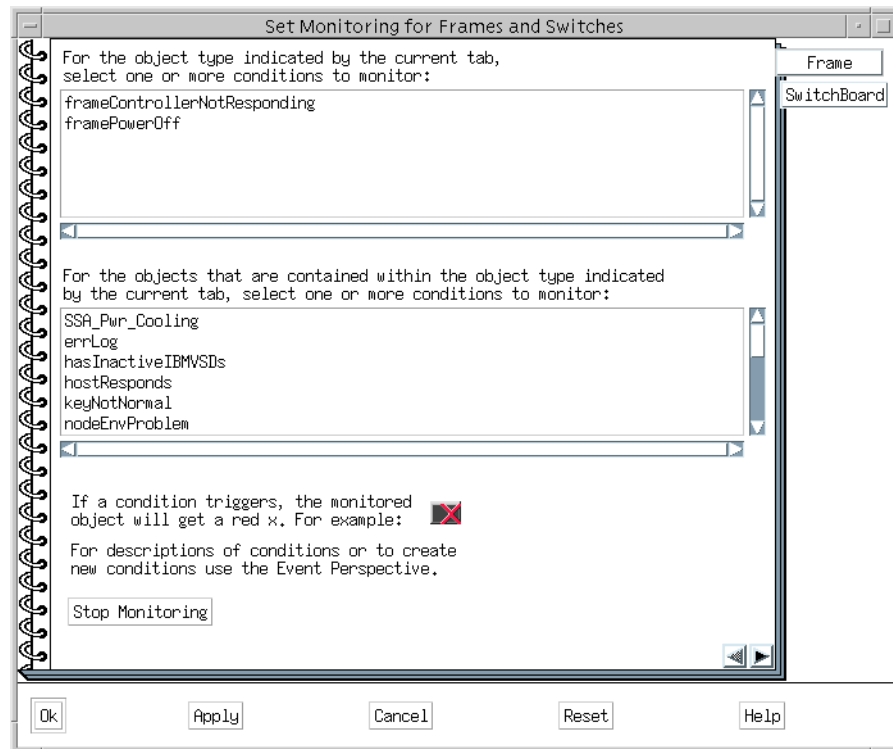 Set Monitoring for Frames and Switches
For the object type indicated by the current tab,
select one or more conditions to monitor:
Frame
SwitchBoard
frameControllerNotResponding
framePowerOff
For the objects that are contained within the object type indicated
by the current tab, select one or more conditions to monitor:
SSA_Pwr_Cooling
errLog
hasInactiveIBMVSDs
hostResponds
keyNotNormal
nodeEnvProblem
If a condition triggers, the monitored
object will get a red x. For example:
For descriptions of conditions or to create
new conditions use the Event Perspective.
Stop Monitoring
Ok Apply Cancel Reset Help